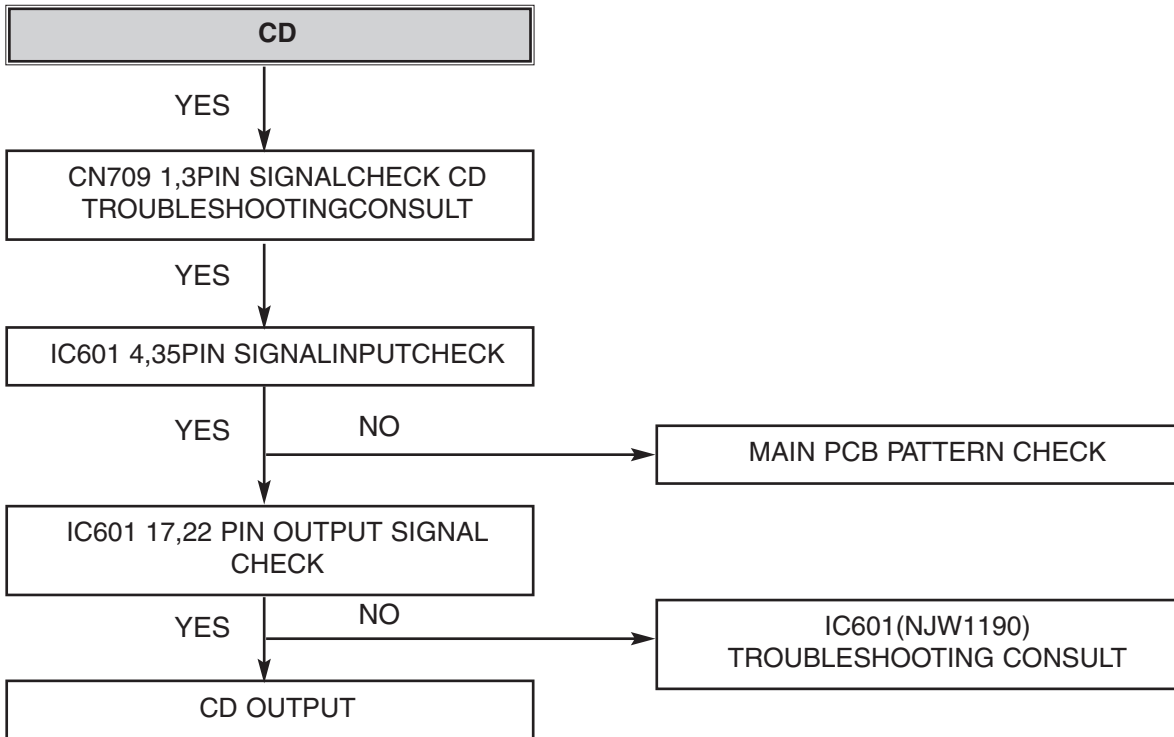 CD
YES
CN709 1,3PIN SIGNALCHECK CD
TROUBLESHOOTINGCONSULT
YES
IC601 4,35PIN SIGNALINPUTCHECK
YES
NO
MAIN PCB PATTERN CHECK
IC601 17,22 PIN OUTPUT SIGNAL
CHECK
YES
NO
IC601(NJW1190)
TROUBLESHOOTING CONSULT
CD OUTPUT